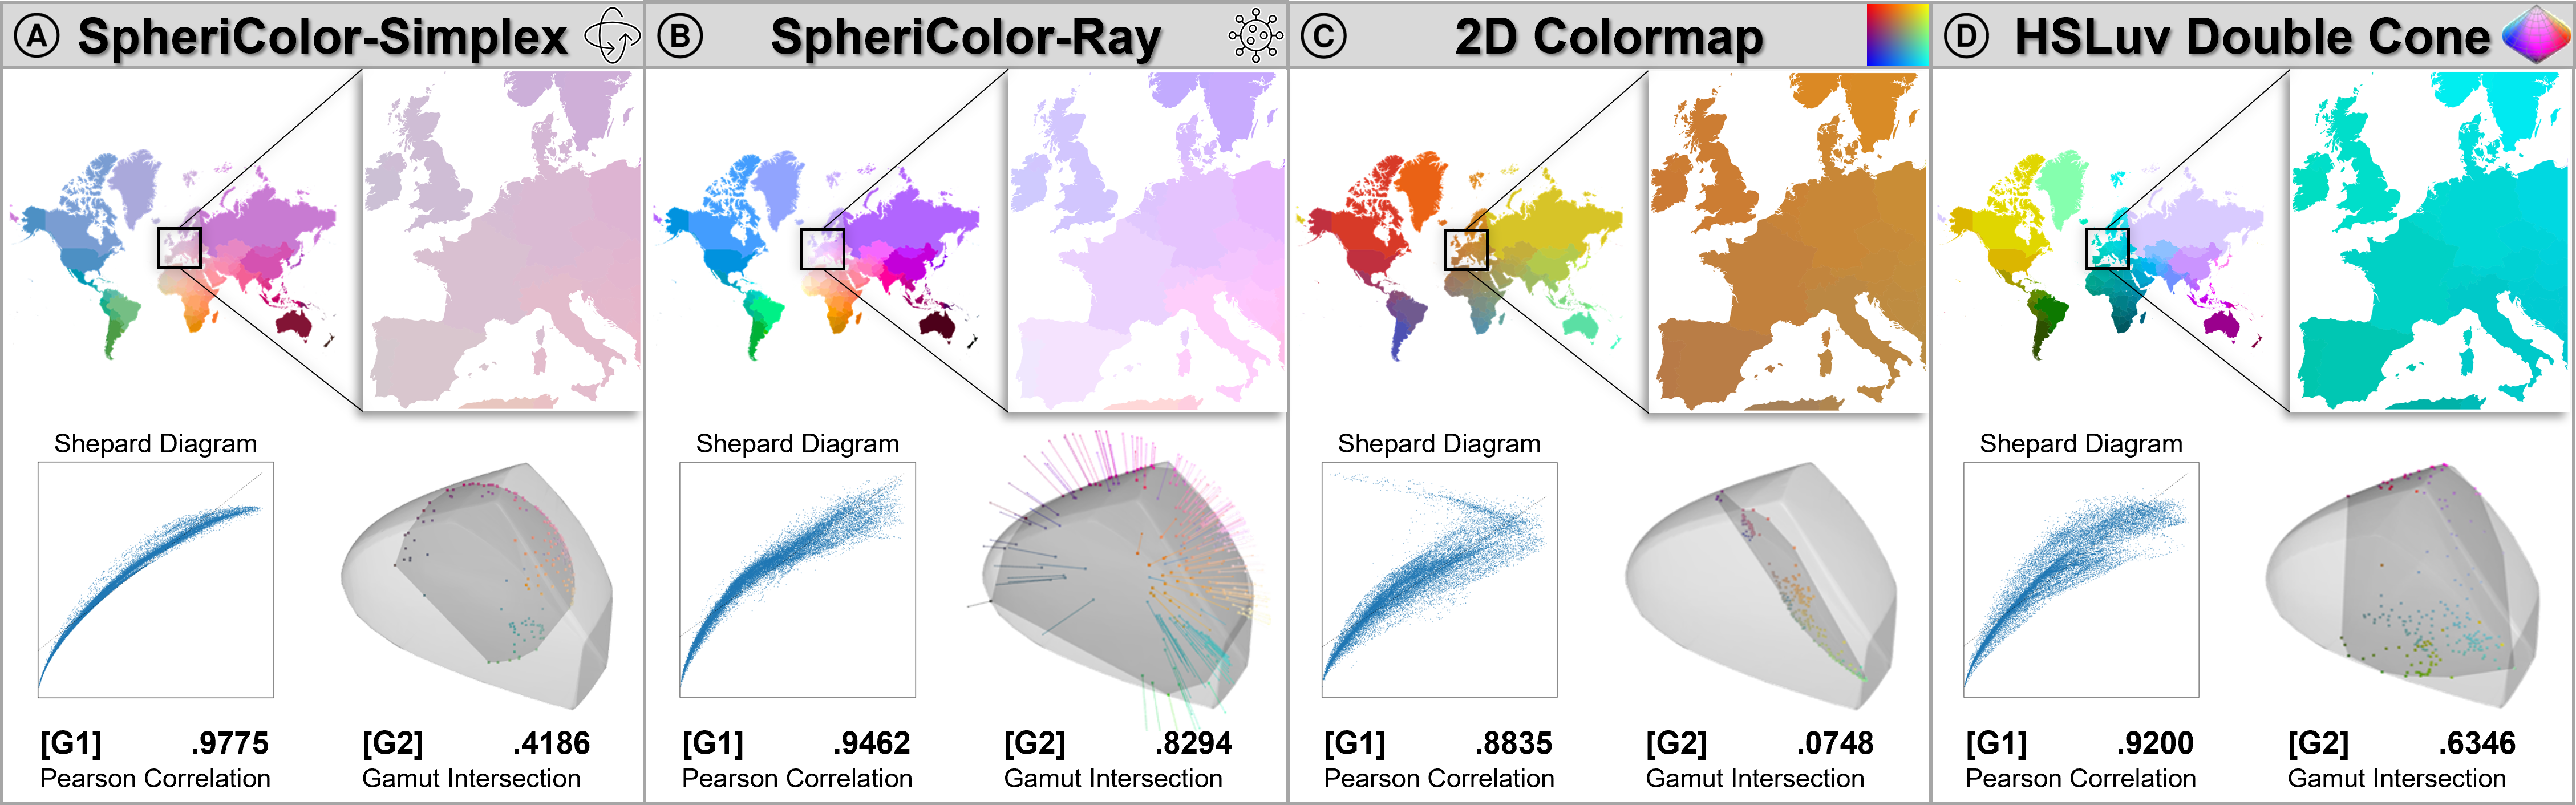 A SpheriColor-Simplex
B SpheriColor-Ray
C 2D Colormap
D HSLuv Double Cone
Shepard Diagram
Shepard Diagram
Shepard Diagram
Shepard Diagram
[G1] .9775
Pearson Correlation
[G2] .4186
Gamut Intersection
[G1] .9462
Pearson Correlation
[G2] .8294
Gamut Intersection
[G1] .8835
Pearson Correlation
[G2] .0748
Gamut Intersection
[G1] .9200
Pearson Correlation
[G2] .6346
Gamut Intersection